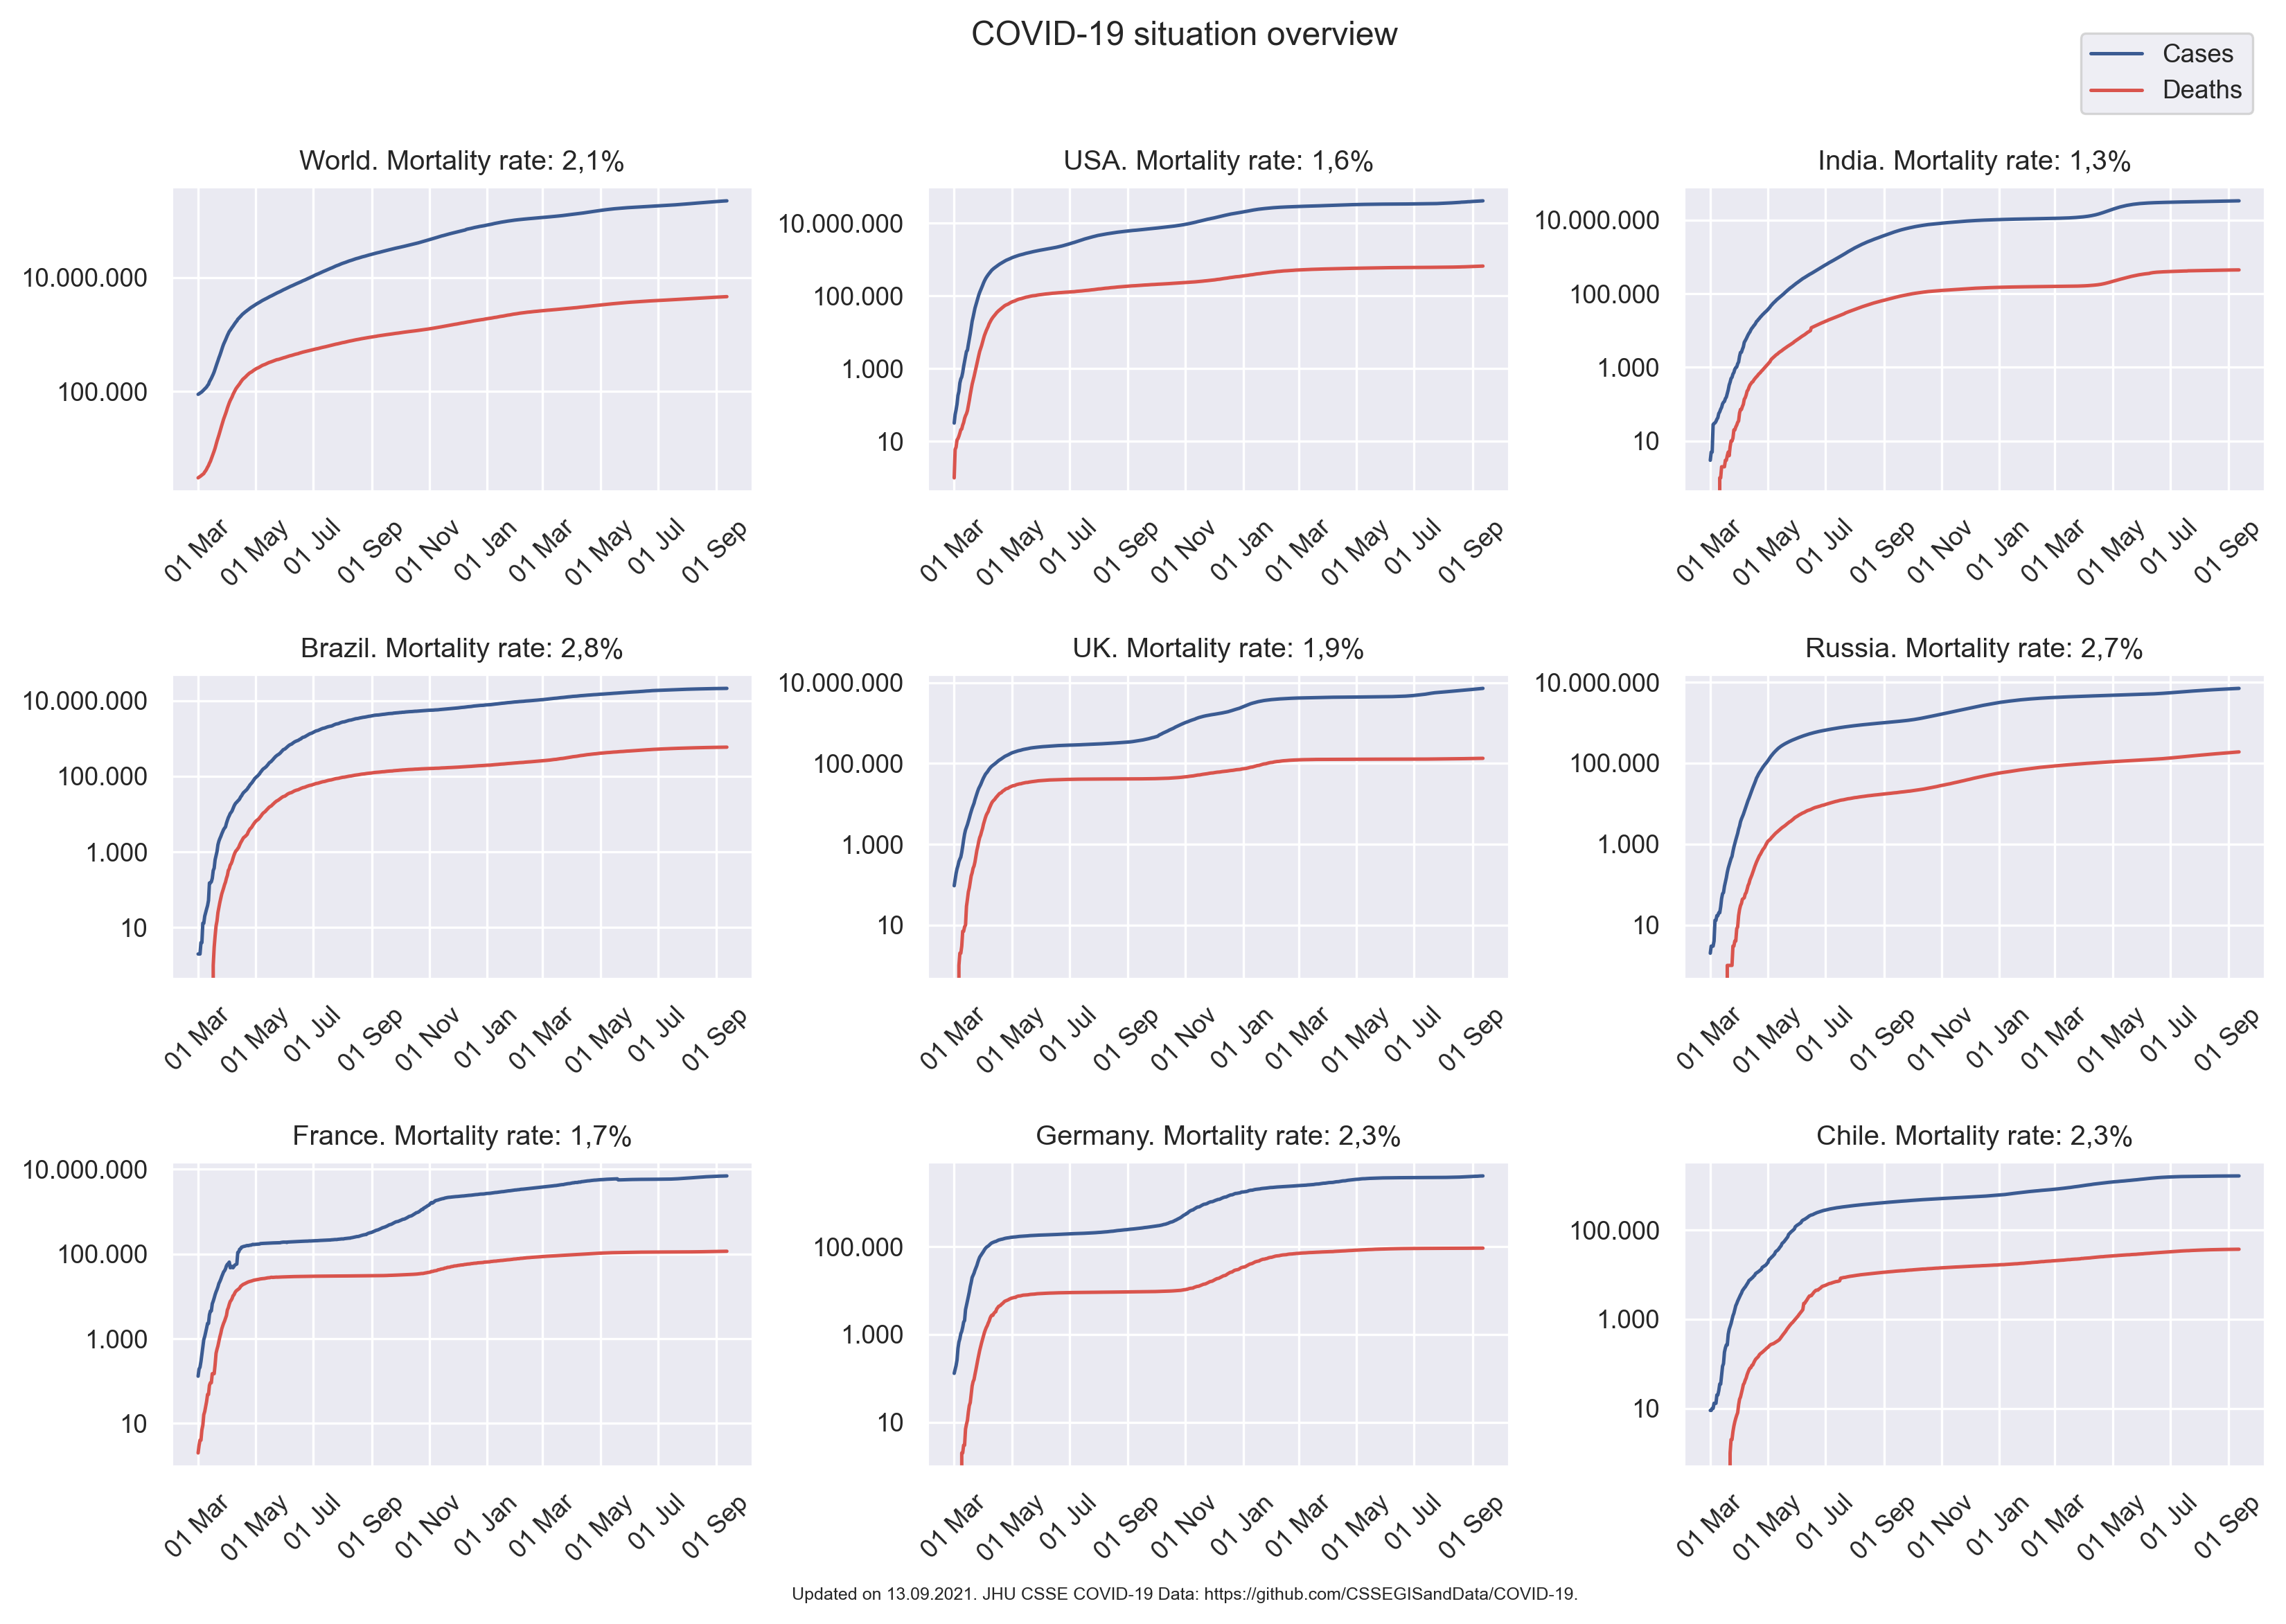 COVID-19 situation overview
Cases
Deaths
World. Mortality rate: 2,1%
10.000.000
100.000
01 Mar
01 May
01 Jul
01 Sep
01 Nov
01 Jan
01 Mar
01 May
01 Jul
01 Sep
USA. Mortality rate: 1,6%
10.000.000
100.000
1.000
10
01 Mar
01 May
01 Jul
01 Sep
01 Nov
01 Jan
01 Mar
01 May
01 Jul
01 Sep
India. Mortality rate: 1,3%
10.000.000
100.000
1.000
10
01 Mar
01 May
01 Jul
01 Sep
01 Nov
01 Jan
01 Mar
01 May
01 Jul
01 Sep
Brazil. Mortality rate: 2,8%
10.000.000
100.000
1.000
10
01 Mar
01 May
01 Jul
01 Sep
01 Nov
01 Jan
01 Mar
01 May
01 Jul
01 Sep
UK. Mortality rate: 1,9%
10.000.000
100.000
1.000
10
01 Mar
01 May
01 Jul
01 Sep
01 Nov
01 Jan
01 Mar
01 May
01 Jul
01 Sep
Russia. Mortality rate: 2,7%
10.000.000
100.000
1.000
10
01 Mar
01 May
01 Jul
01 Sep
01 Nov
01 Jan
01 Mar
01 May
01 Jul
01 Sep
France. Mortality rate: 1,7%
10.000.000
100.000
1.000
10
01 Mar
01 May
01 Jul
01 Sep
01 Nov
01 Jan
01 Mar
01 May
01 Jul
01 Sep
Germany. Mortality rate: 2,3%
100.000
1.000
10
01 Mar
01 May
01 Jul
01 Sep
01 Nov
01 Jan
01 Mar
01 May
01 Jul
01 Sep
Chile. Mortality rate: 2,3%
100.000
1.000
10
01 Mar
01 May
01 Jul
01 Sep
01 Nov
01 Jan
01 Mar
01 May
01 Jul
01 Sep
Updated on 13.09.2021. JHU CSSE COVID-19 Data: https://github.com/CSSEGISandData/COVID-19.